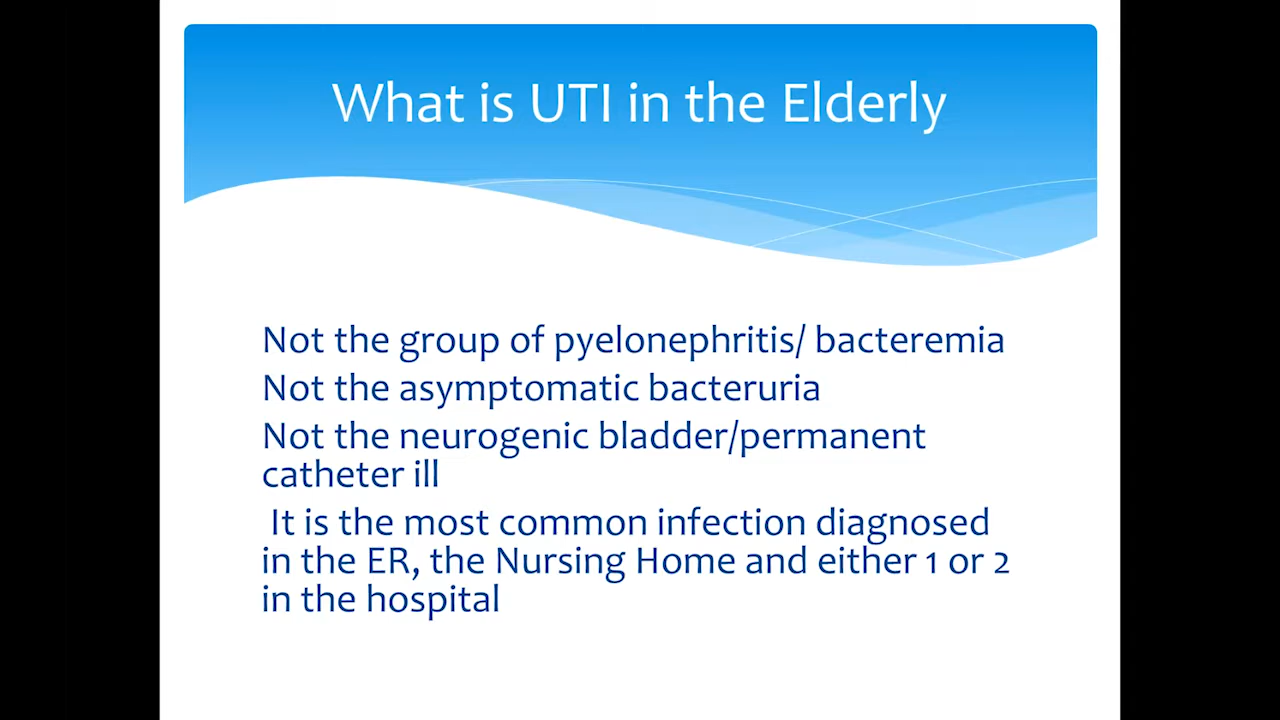 What is UTI in the Elderly
Not the group of pyelonephritis/ bacteremia
Not the asymptomatic bacteruria
Not the neurogenic bladder/permanent
catheter ill
It is the most common infection diagnosed
in the ER, the Nursing Home and either 1 or 2
in the hospital